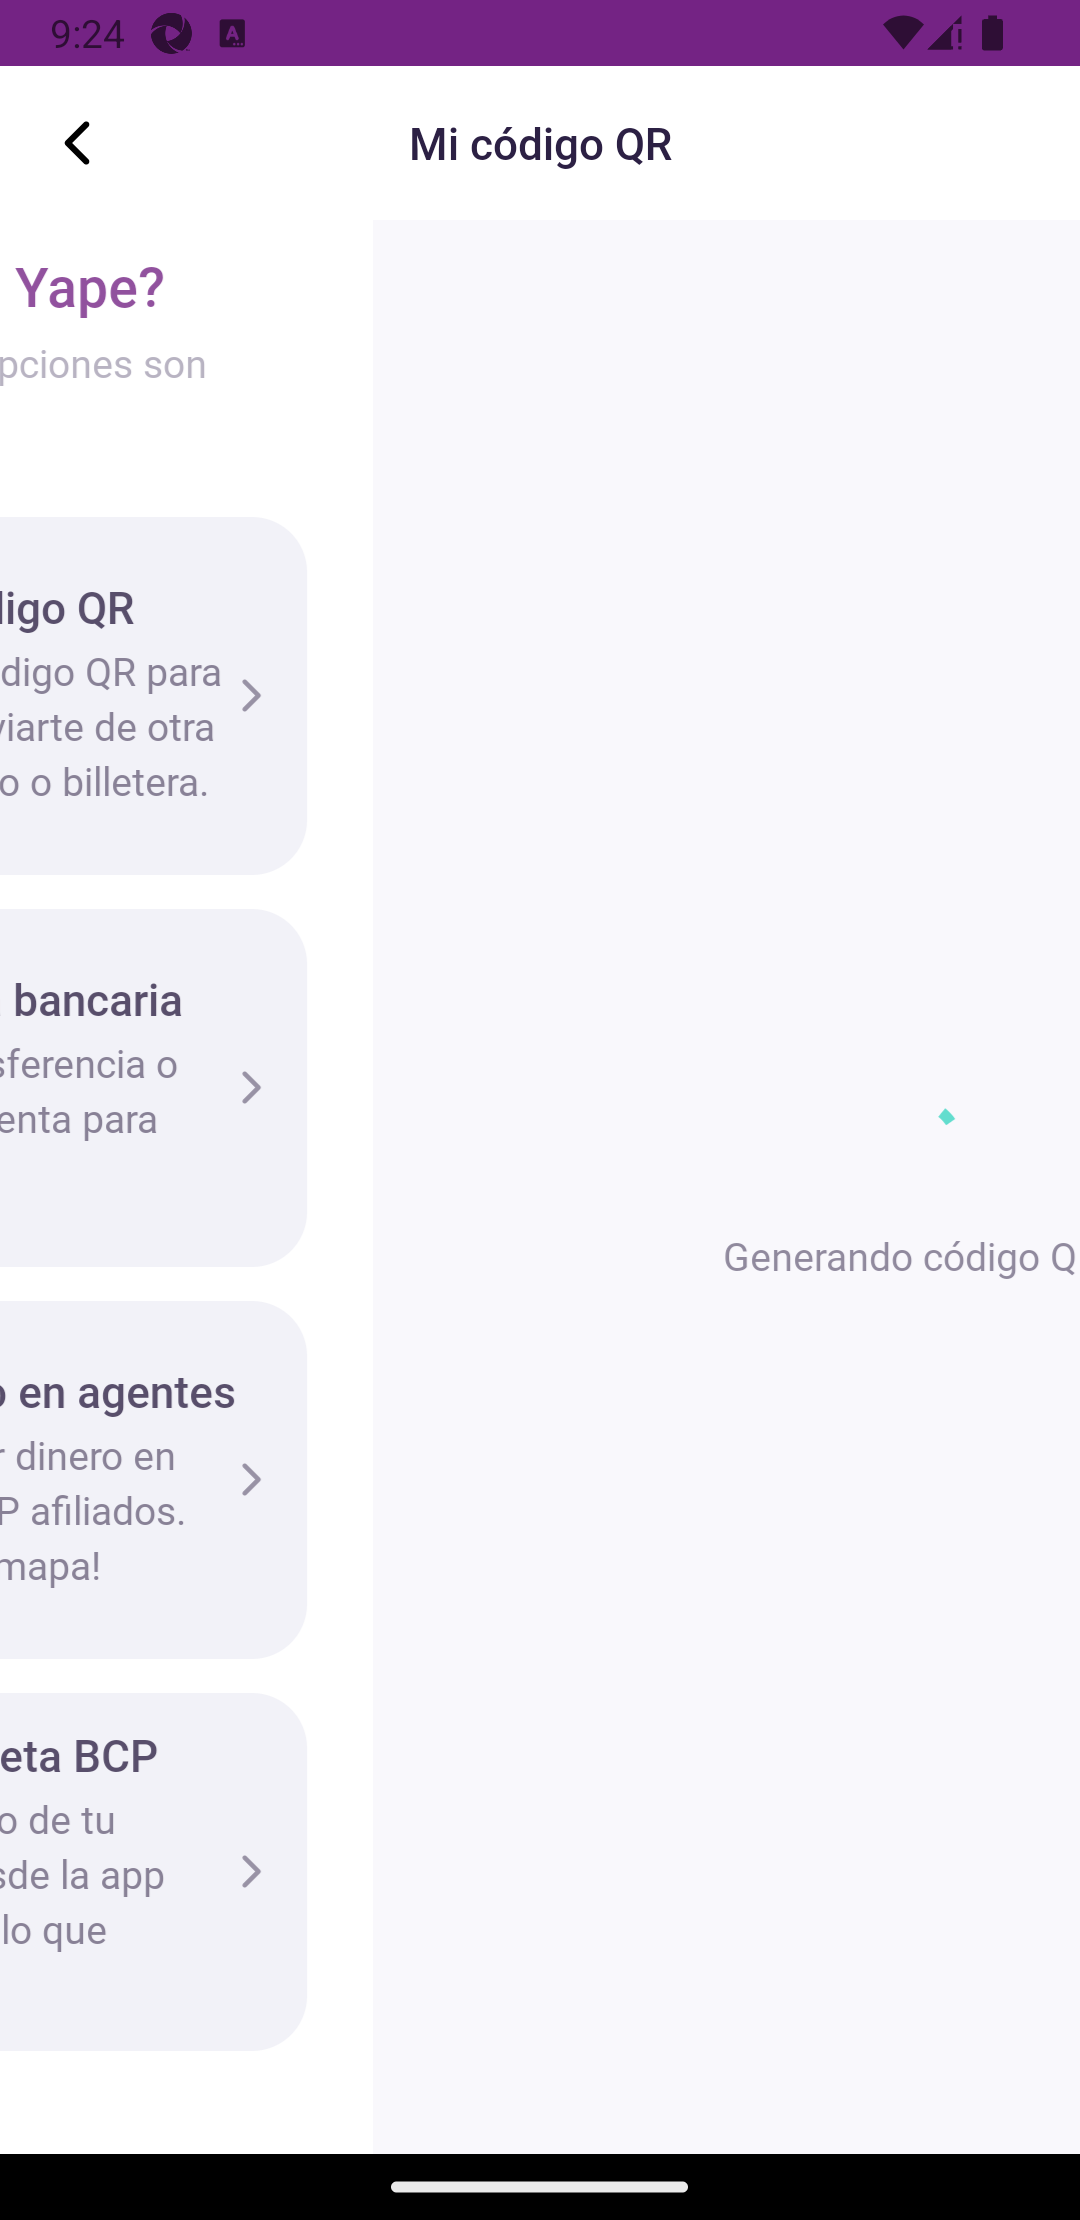 9:24
Mi código QR
Yape?
pciones son
digo QR
digo QR para
viarte de otra
o o billetera.
bancaria
sferencia o
enta para
o en agentes
r dinero en
P afiliados.
mapa!
eta BCP
o de tu
sde la app
lo que
Generando código Q